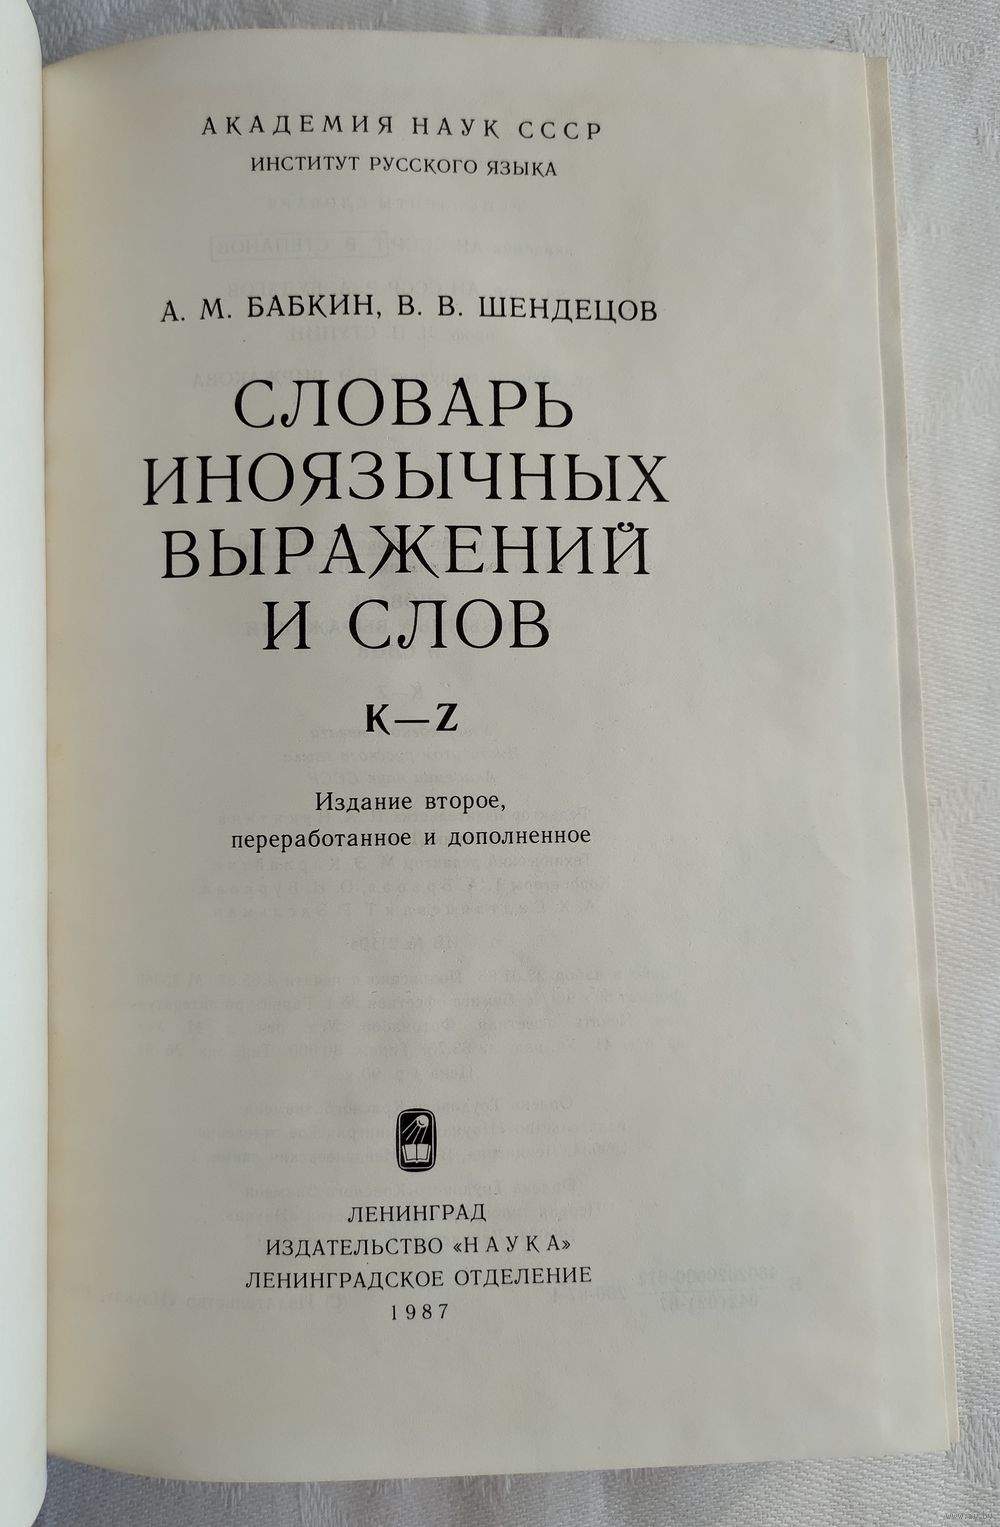 АКАДЕМИЯ НАУК СССР
ИНСТИТУТ РУССКОГО ЯЗЫКА
А. М. БАБКИН, В. В. ШЕНДЕЦОВ
СЛОВАРЬ
ИНОЯЗЫЧНЫХ
ВЫРАЖЕНИЙ
И СЛОВ
K—Z
Издание второе,
переработанное и дополненное
ЛЕНИНГРАД
ИЗДАТЕЛЬСТВО «НАУКА»
ЛЕНИНГРАДСКОЕ ОТДЕЛЕНИЕ
1987